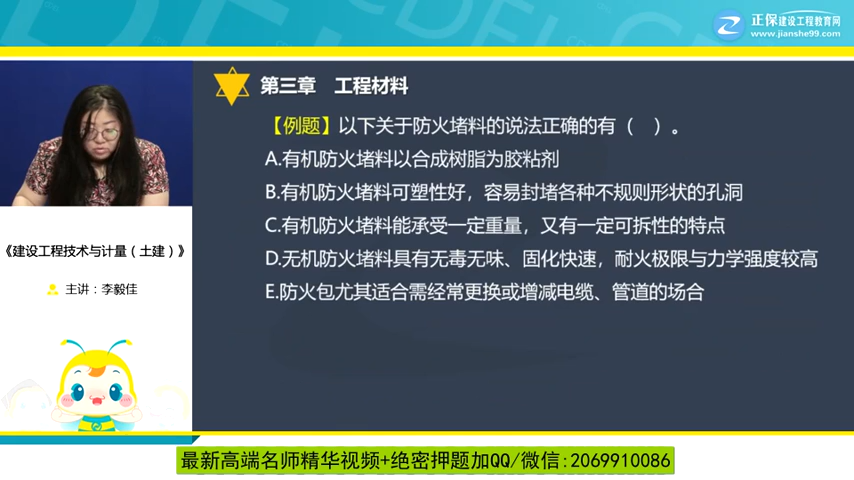 正保建设工程教育网
www.jianshe99.com
第三章 工程材料
【例题】以下关于防火堵料的说法正确的有（ ）。
A.有机防火堵料以合成树脂为胶粘剂
B.有机防火堵料可塑性好，容易封堵各种不规则形状的孔洞
C.有机防火堵料能承受一定重量，又有一定可拆性的特点
D.无机防火堵料具有无毒无味、固化快速，耐火极限与力学强度较高
E.防火包尤其适合需经常更换或增减电缆、管道的场合
《建设工程技术与计量（土建）》
主讲：李毅佳
最新高端名师精华视频+绝密押题加QQ/微信:2069910086